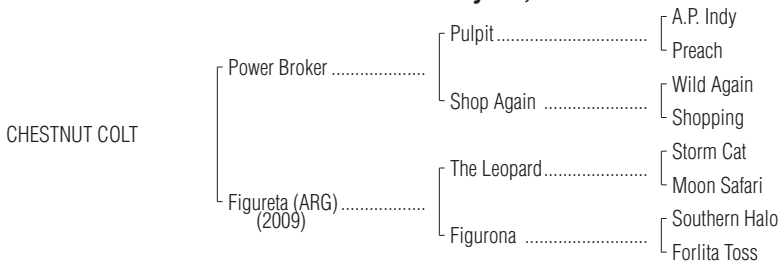 Pulpit
A.P. Indy
Preach
Power Broker
Shop Again
Wild Again
Shopping
CHESTNUT COLT
The Leopard
Storm Cat
Moon Safari
Figureta (ARG)
(2009)
Figurona
Southern Halo
Forlita Toss